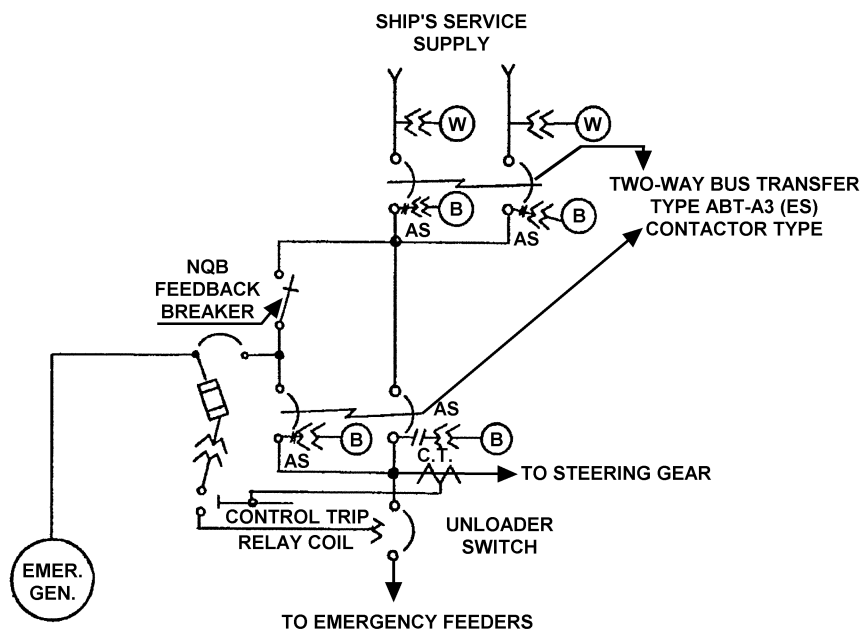 SHIP'S SERVICE
SUPPLY
W
W
TWO-WAY BUS TRANSFER
TYPE ABT-A3 (ES)
CONTACTOR TYPE
B
B
AS
AS
NQB
FEEDBACK
BREAKER
AS
B
B
AS
C.T.
TO STEERING GEAR
CONTROL TRIP
RELAY COIL
UNLOADER
SWITCH
EMER.
GEN.
TO EMERGENCY FEEDERS